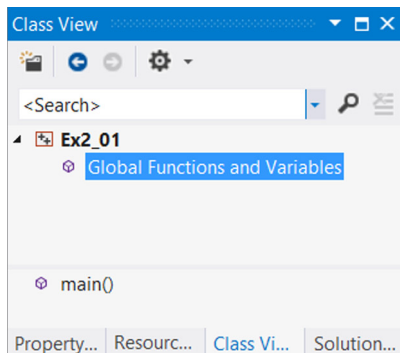 Class View
<Search>
Ex2_01
Global Functions and Variables
main()
Property... Resourc... Class Vi... Solution...